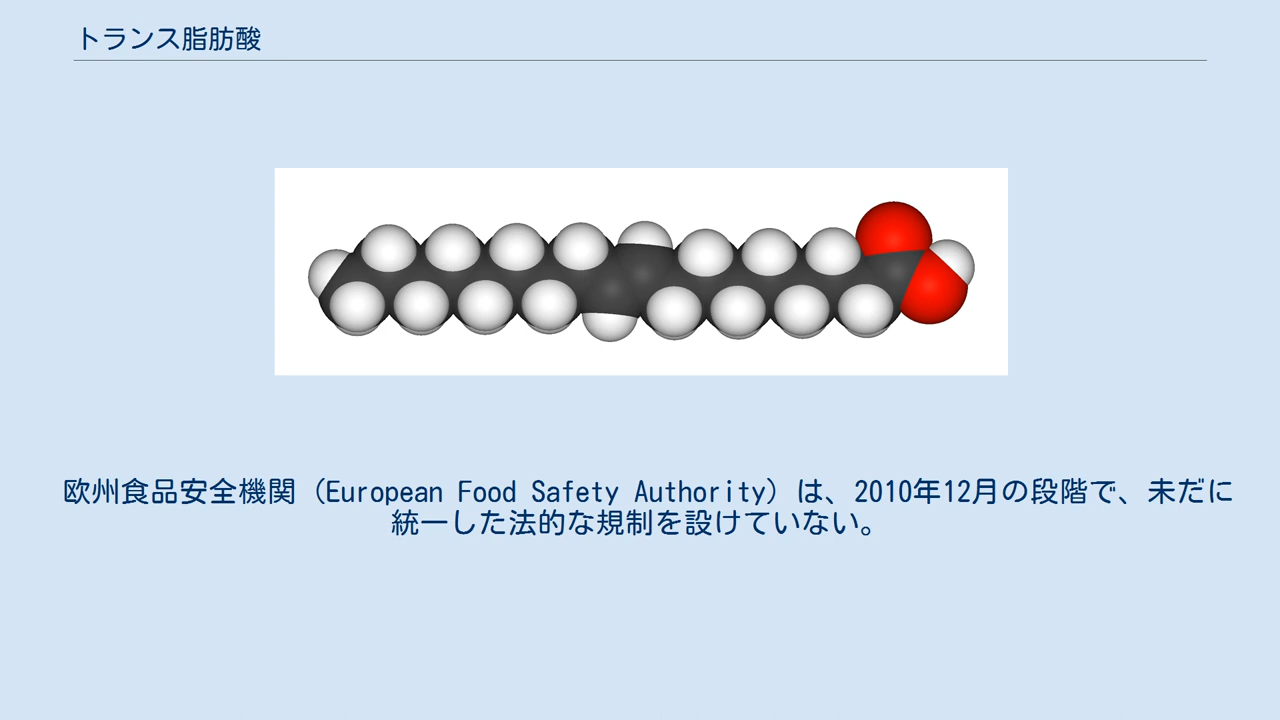 トランス脂肪酸
欧州食品安全機関（European Food Safety Authority）は、2010年12月の段階で、未だに
統一した法的な規制を設けていない。